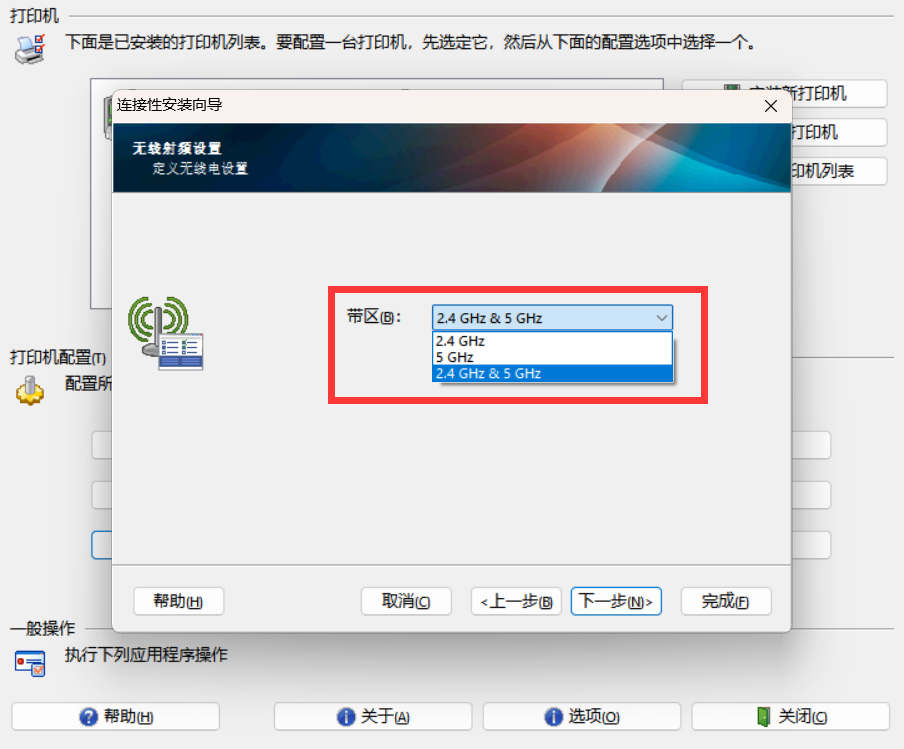 打印机
下面是已安装的打印机列表。要配置一台打印机，先选定它，然后从下面的配置选项中选择一个。
安装新打印机
连接性安装向导
打印机
无线射频设置
定义无线电设置
印机列表
带区(B)：
2.4 GHz & 5 GHz
2.4 GHz
5 GHz
2.4 GHz & 5 GHz
打印机配置(T)
配置所
帮助(H)
取消(C)
<上一步(B)
下一步(N)>
完成(F)
一般操作
执行下列应用程序操作
帮助(H)
关于(A)
选项(O)
关闭(C)